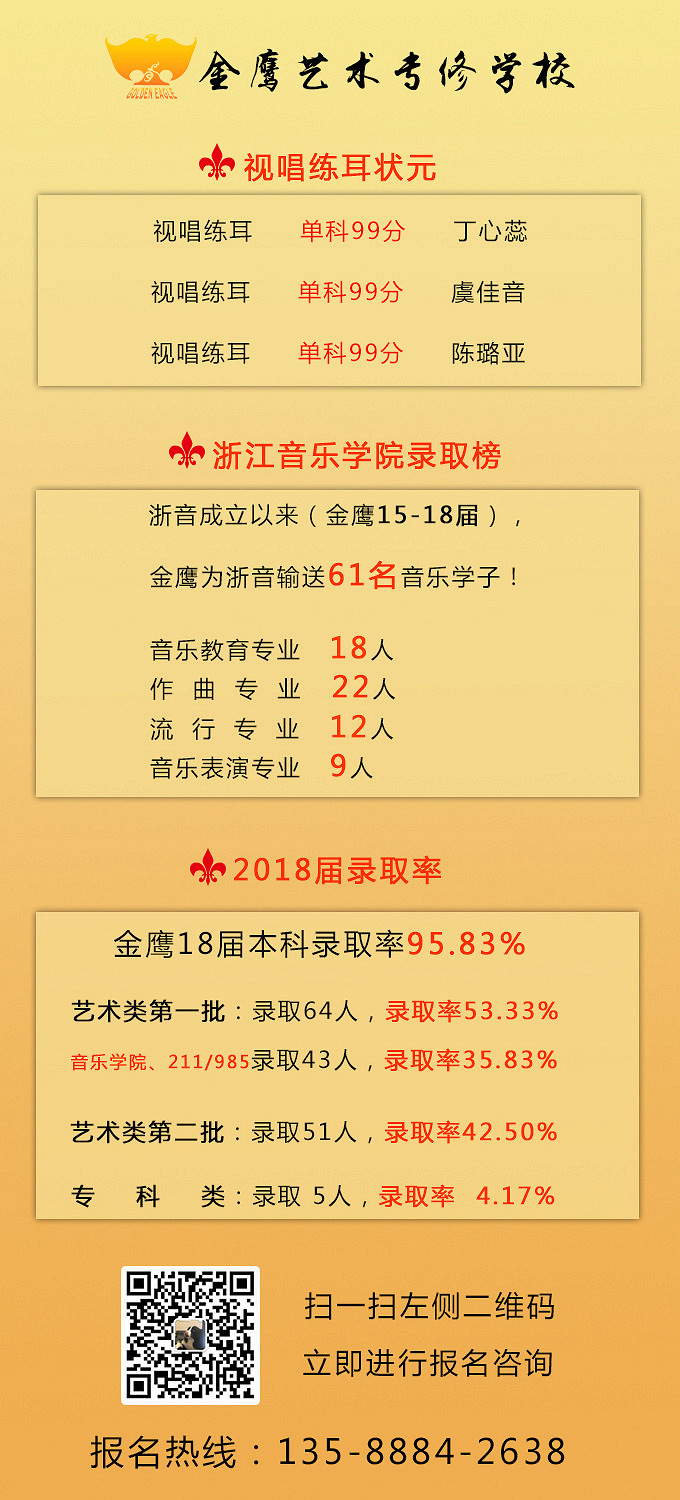 金鹰艺术专修学校
GOLDEN EAGLE
视唱练耳状元
视唱练耳 单科99分 丁心蕊
视唱练耳 单科99分 虞佳音
视唱练耳 单科99分 陈璐亚
浙江音乐学院录取榜
浙音成立以来（金鹰15-18届），
金鹰为浙音输送61名音乐学子！
音乐教育专业 18人
作曲专业 22人
流行专业 12人
音乐表演专业 9人
2018届录取率
金鹰18届本科录取率95.83%
艺术类第一批：录取64人，录取率53.33%
音乐学院、211/985录取43人，录取率35.83%
艺术类第二批：录取51人，录取率42.50%
专科类：录取 5人，录取率 4.17%
扫一扫左侧二维码
立即进行报名咨询
报名热线：135-8884-2638